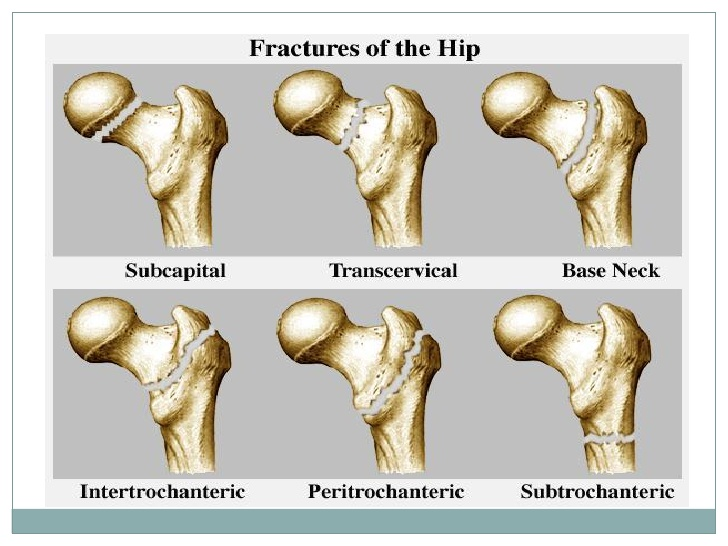 Fractures of the Hip
Subcapital
Transcervical
Base Neck
Intertrochanteric
Peritrochanteric
Subtrochanteric